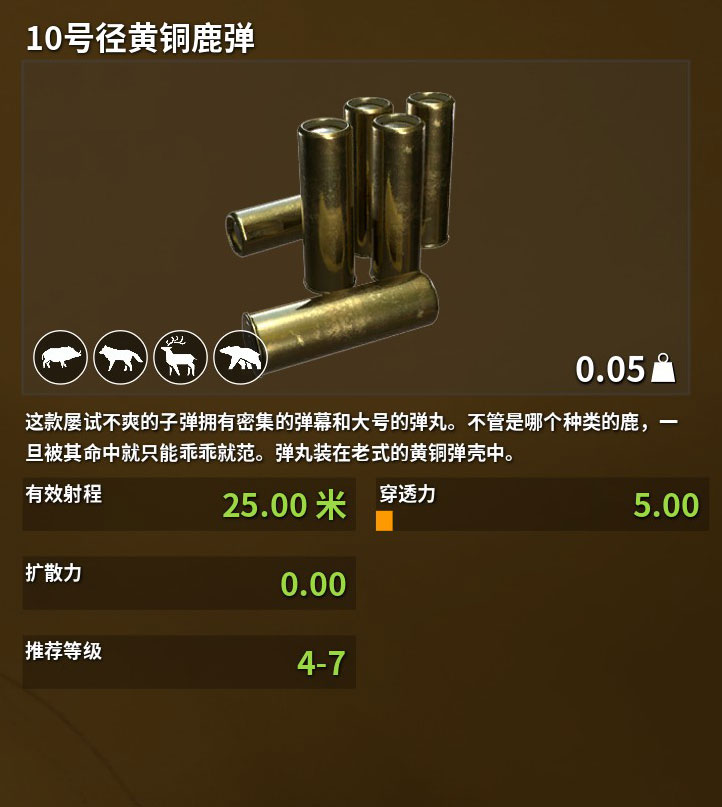 10号径黄铜鹿弹
0.05
这款屡试不爽的子弹拥有密集的弹幕和大号的弹丸。不管是哪个种类的鹿，一
旦被其命中就只能乖乖就范。弹丸装在老式的黄铜弹壳中。
有效射程
25.00 米
穿透力
5.00
扩散力
0.00
推荐等级
4-7